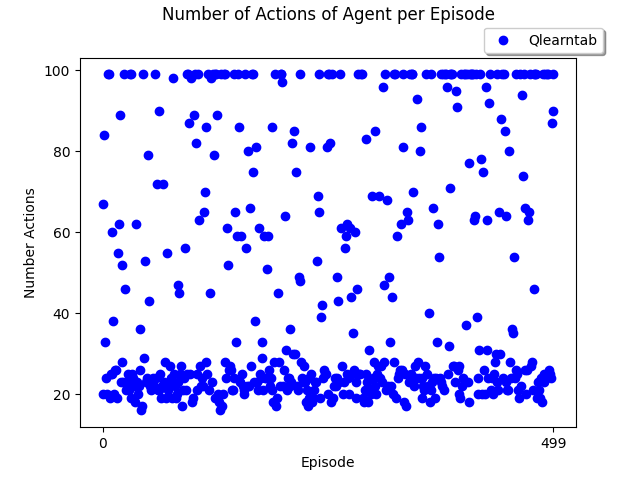 Number of Actions of Agent per Episode
Qlearntab
100
80
60
40
20
Number Actions
0
499
Episode